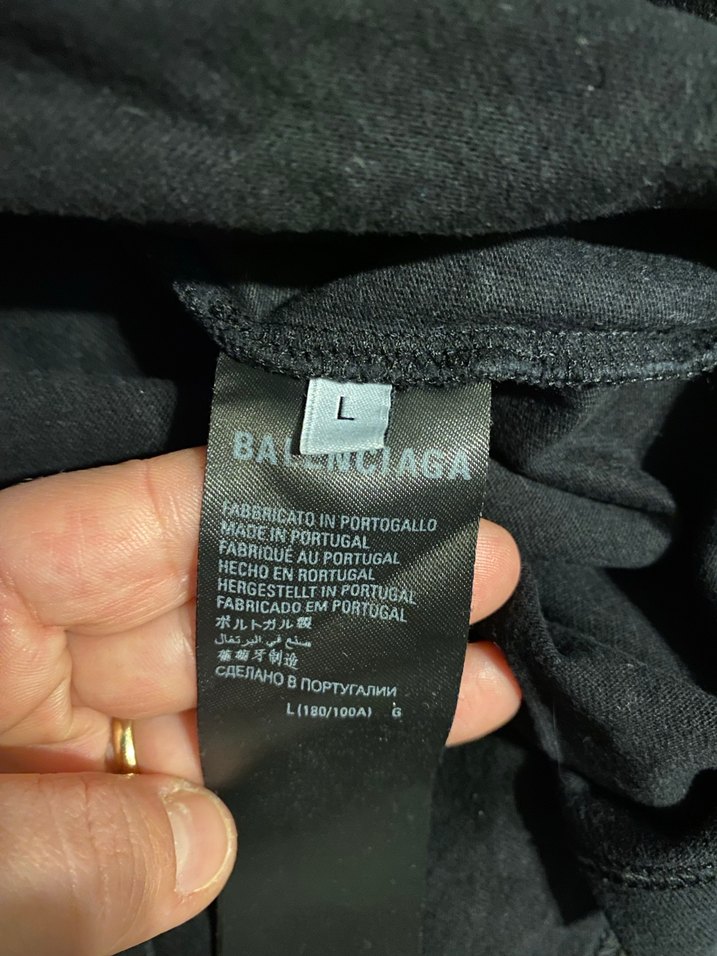 L
BALENCIAGA
FABBRICATO IN PORTOGALLO
MADE IN PORTUGAL
FABRIQUÉ AU PORTUGAL
HECHO EN RORTUGAL
HERGESTELLT IN PORTUGAL
FABRICADO EM PORTUGAL
ポルトガル製
صنع في البرتغال
葡萄牙制造
СДЕЛАНО В ПОРТУГАЛИИ
L (180/100A) G